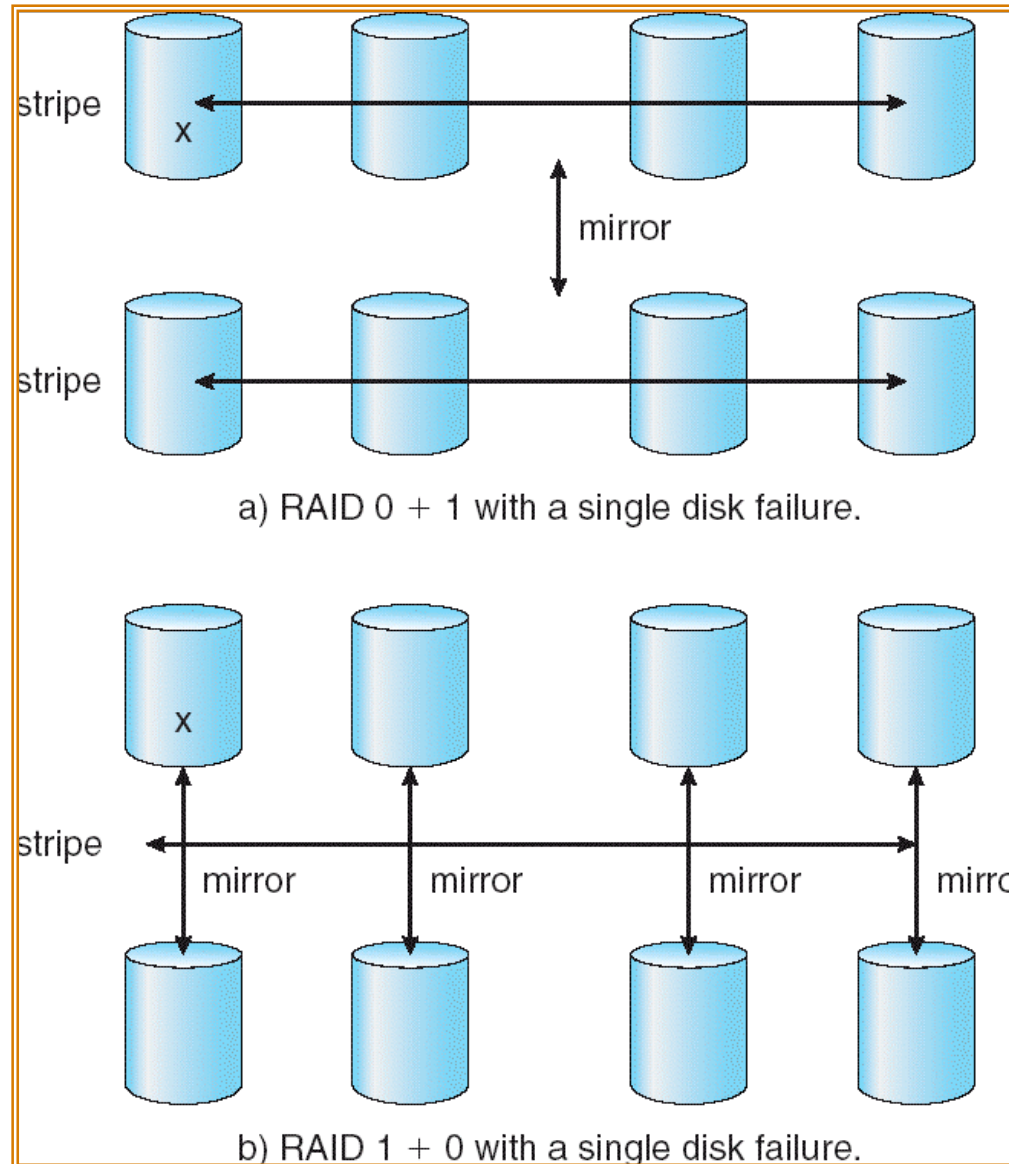 stripe
x
mirror
stripe
a) RAID 0 + 1 with a single disk failure.
x
stripe
mirror mirror mirror mirro
b) RAID 1 + 0 with a single disk failure.